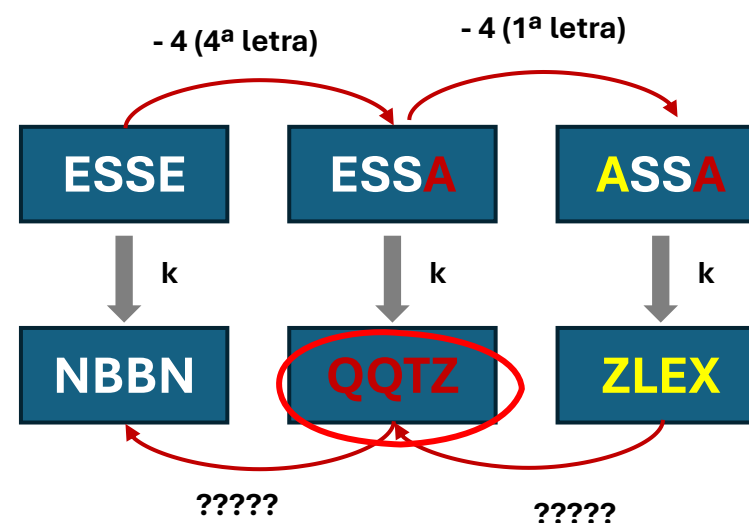 - 4 (4ª letra)
- 4 (1ª letra)
ESSE
ESSA
ASSA
k
k
k
NBBN
QQTZ
ZLEX
?????
?????